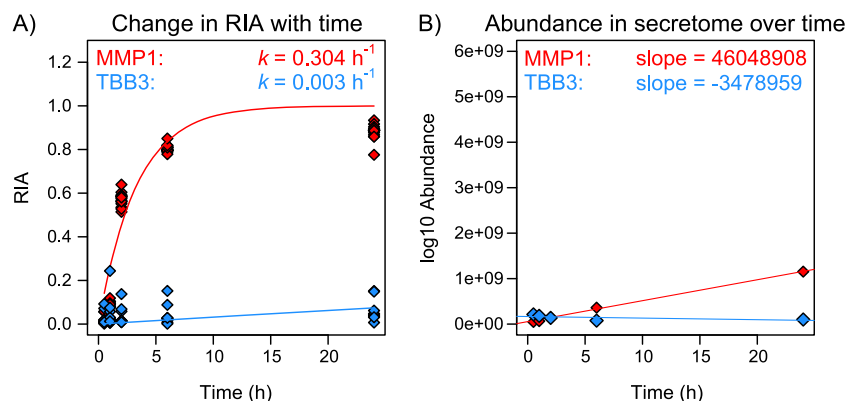 A) Change in RIA with time
MMP1: k = 0.304 h-1
TBB3: k = 0.003 h-1
RIA
1.2
1.0
0.8
0.6
0.4
0.2
0.0
0 5 10 15 20
Time (h)
B) Abundance in secretome over time
MMP1: slope = 46048908
TBB3: slope = -3478959
log10 Abundance
6e+09
5e+09
4e+09
3e+09
2e+09
1e+09
0e+00
0 5 10 15 20
Time (h)